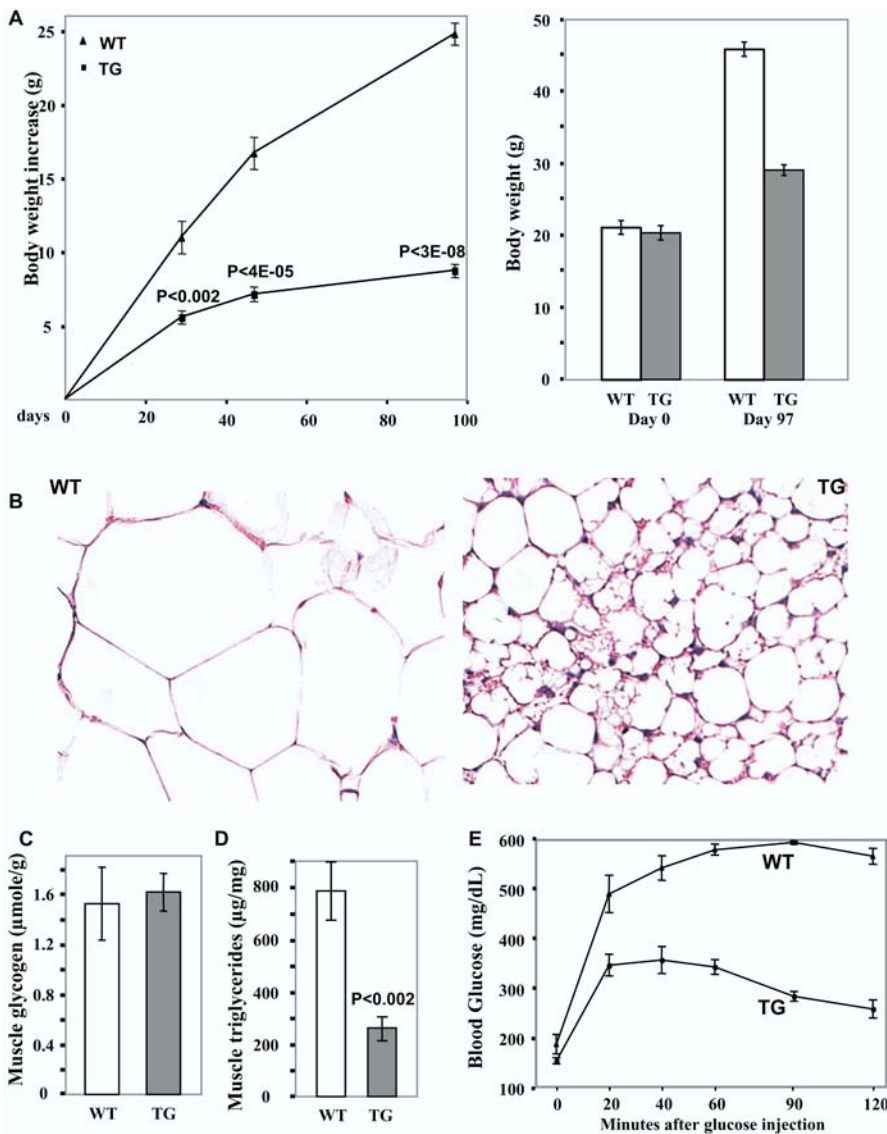 A
WT
TG
Body weight increase (g)
25
20
15
10
5
P<0.002
P<4E-05
P<3E-08
days
0 20 40 60 80 100
Body weight (g)
50
40
30
20
10
0
WT TG WT TG
Day 0 Day 97
B
WT
TG
C
Muscle glycogen (µmole/g)
1.6
1.2
0.8
0.4
0
WT TG
D
Muscle triglycerides (µg/mg)
800
600
400
200
0
P<0.002
WT TG
E
Blood Glucose (mg/dL)
600
500
400
300
200
100
WT
TG
0 20 40 60 90 120
Minutes after glucose injection